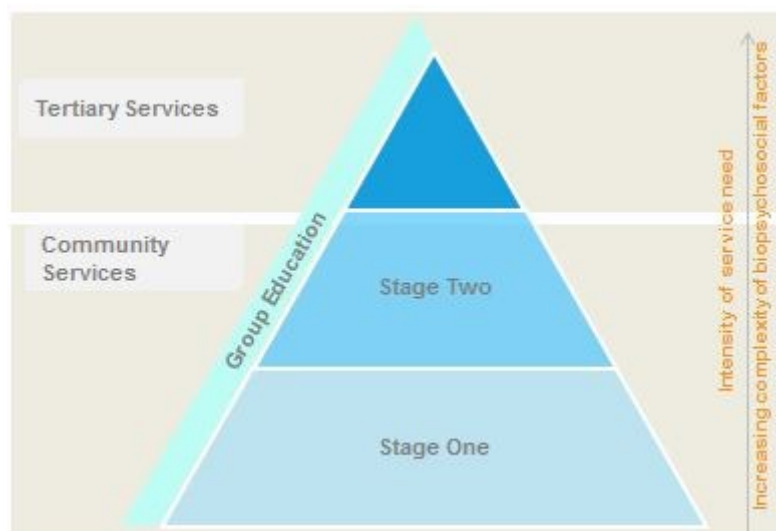 Tertiary Services
Community
Services
Group Education
Stage Two
Stage One
Intensity of service need
Increasing complexity of biopsychosocial factors